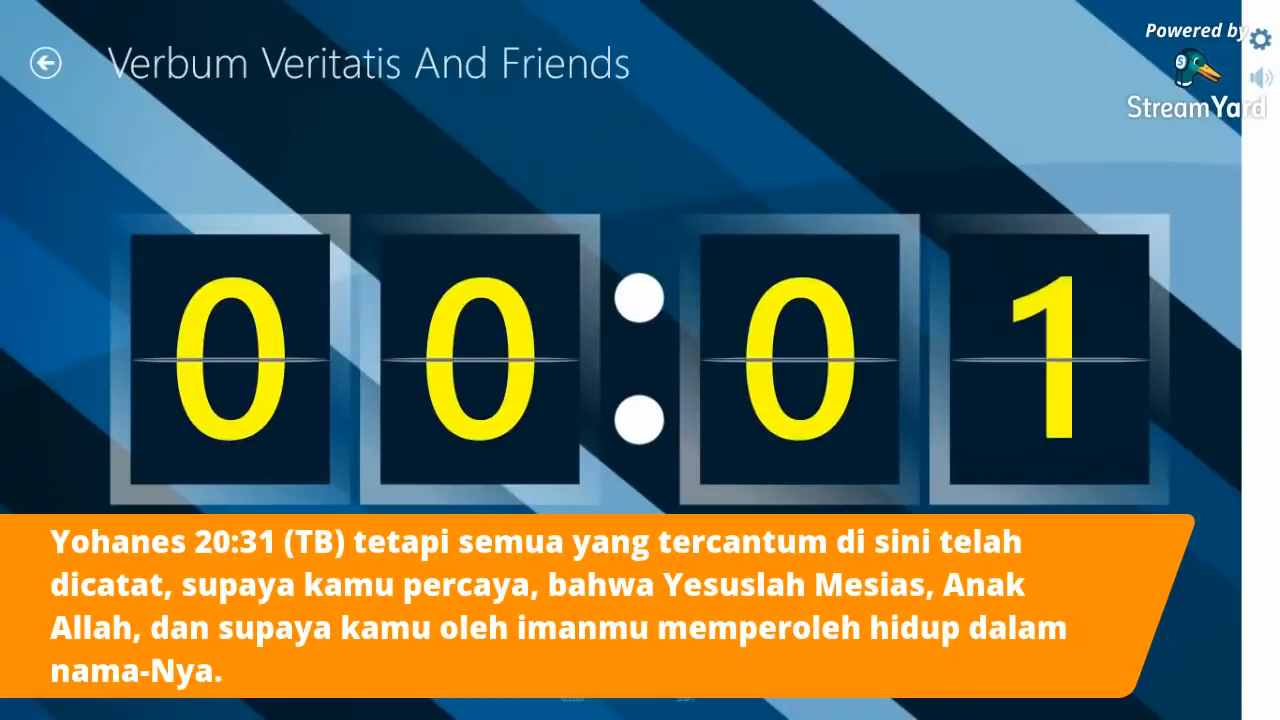 Verbum Veritatis And Friends
Powered by
StreamYard
00:01
Yohanes 20:31 (TB) tetapi semua yang tercantum di sini telah
dicatat, supaya kamu percaya, bahwa Yesuslah Mesias, Anak
Allah, dan supaya kamu oleh imanmu memperoleh hidup dalam
nama-Nya.